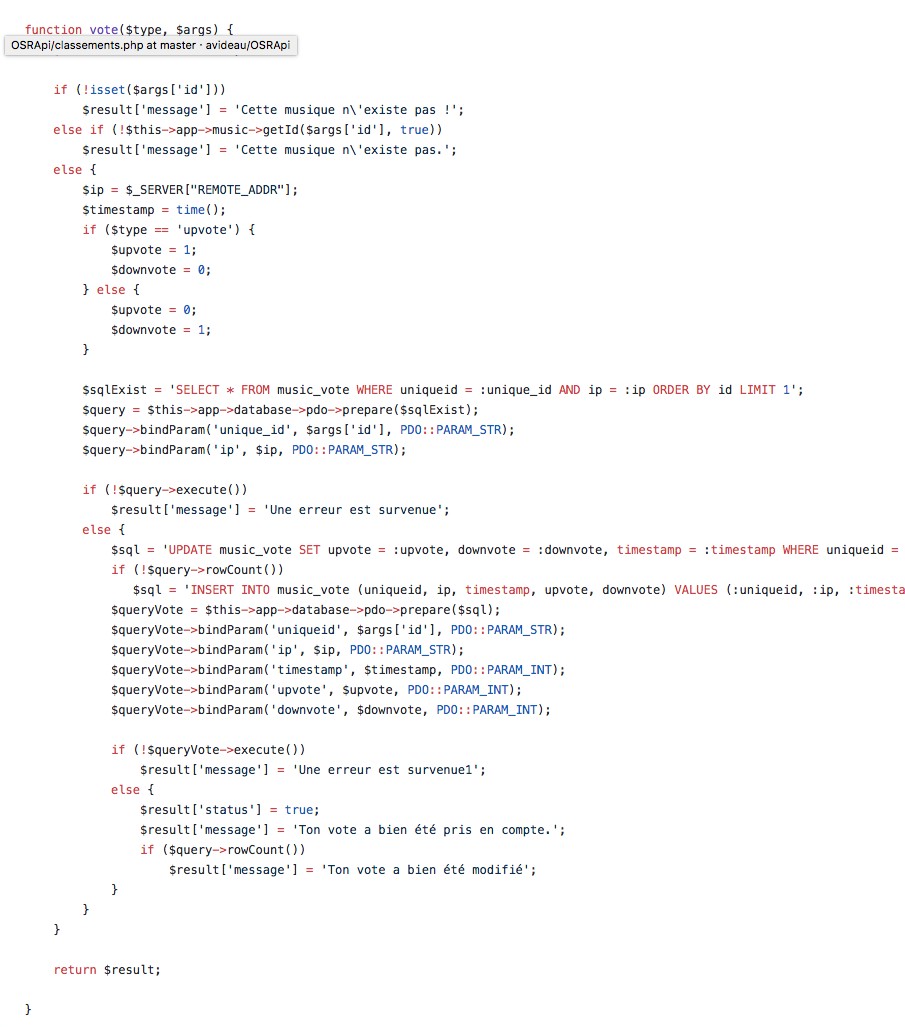 function vote($type, $args) {
OSRApi/classements.php at master · avideau/OSRApi
if (!isset($args['id']))
$result['message'] = 'Cette musique n\'existe pas !';
else if (!$this->app->music->getId($args['id'], true))
$result['message'] = 'Cette musique n\'existe pas.';
else {
$ip = $_SERVER["REMOTE_ADDR"];
$timestamp = time();
if ($type == 'upvote') {
$upvote = 1;
$downvote = 0;
} else {
$upvote = 0;
$downvote = 1;
}
$sqlExist = 'SELECT * FROM music_vote WHERE uniqueid = :unique_id AND ip = :ip ORDER BY id LIMIT 1';
$query = $this->app->database->pdo->prepare($sqlExist);
$query->bindParam('unique_id', $args['id'], PDO::PARAM_STR);
$query->bindParam('ip', $ip, PDO::PARAM_STR);
if (!$query->execute())
$result['message'] = 'Une erreur est survenue';
else {
$sql = 'UPDATE music_vote SET upvote = :upvote, downvote = :downvote, timestamp = :timestamp WHERE uniqueid =
if (!$query->rowCount())
$sql = 'INSERT INTO music_vote (uniqueid, ip, timestamp, upvote, downvote) VALUES (:uniqueid, :ip, :timesta
$queryVote = $this->app->database->pdo->prepare($sql);
$queryVote->bindParam('uniqueid', $args['id'], PDO::PARAM_STR);
$queryVote->bindParam('ip', $ip, PDO::PARAM_STR);
$queryVote->bindParam('timestamp', $timestamp, PDO::PARAM_INT);
$queryVote->bindParam('upvote', $upvote, PDO::PARAM_INT);
$queryVote->bindParam('downvote', $downvote, PDO::PARAM_INT);
if (!$queryVote->execute())
$result['message'] = 'Une erreur est survenue1';
else {
$result['status'] = true;
$result['message'] = 'Ton vote a bien été pris en compte.';
if ($query->rowCount())
$result['message'] = 'Ton vote a bien été modifié';
}
}
}
return $result;
}